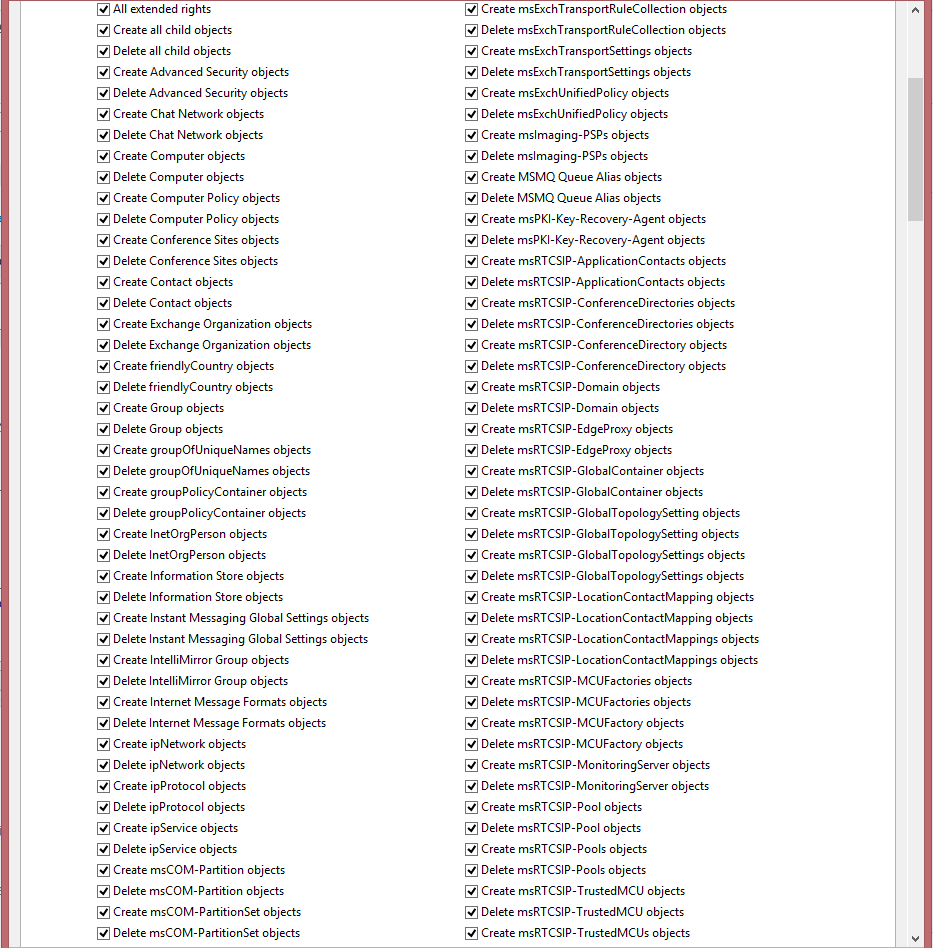 All extended rights
Create all child objects
Delete all child objects
Create Advanced Security objects
Delete Advanced Security objects
Create Chat Network objects
Delete Chat Network objects
Create Computer objects
Delete Computer objects
Create Computer Policy objects
Delete Computer Policy objects
Create Conference Sites objects
Delete Conference Sites objects
Create Contact objects
Delete Contact objects
Create Exchange Organization objects
Delete Exchange Organization objects
Create friendlyCountry objects
Delete friendlyCountry objects
Create Group objects
Delete Group objects
Create groupOfUniqueNames objects
Delete groupOfUniqueNames objects
Create groupPolicyContainer objects
Delete groupPolicyContainer objects
Create InetOrgPerson objects
Delete InetOrgPerson objects
Create Information Store objects
Delete Information Store objects
Create Instant Messaging Global Settings objects
Delete Instant Messaging Global Settings objects
Create IntelliMirror Group objects
Delete IntelliMirror Group objects
Create Internet Message Formats objects
Delete Internet Message Formats objects
Create ipNetwork objects
Delete ipNetwork objects
Create ipProtocol objects
Delete ipProtocol objects
Create ipService objects
Delete ipService objects
Create msCOM-Partition objects
Delete msCOM-Partition objects
Create msCOM-PartitionSet objects
Delete msCOM-PartitionSet objects
Create msExchTransportRuleCollection objects
Delete msExchTransportRuleCollection objects
Create msExchTransportSettings objects
Delete msExchTransportSettings objects
Create msExchUnifiedPolicy objects
Delete msExchUnifiedPolicy objects
Create msImaging-PSPs objects
Delete msImaging-PSPs objects
Create MSMQ Queue Alias objects
Delete MSMQ Queue Alias objects
Create msPKI-Key-Recovery-Agent objects
Delete msPKI-Key-Recovery-Agent objects
Create msRTCSIP-ApplicationContacts objects
Delete msRTCSIP-ApplicationContacts objects
Create msRTCSIP-ConferenceDirectories objects
Delete msRTCSIP-ConferenceDirectories objects
Create msRTCSIP-ConferenceDirectory objects
Delete msRTCSIP-ConferenceDirectory objects
Create msRTCSIP-Domain objects
Delete msRTCSIP-Domain objects
Create msRTCSIP-EdgeProxy objects
Delete msRTCSIP-EdgeProxy objects
Create msRTCSIP-GlobalContainer objects
Delete msRTCSIP-GlobalContainer objects
Create msRTCSIP-GlobalTopologySetting objects
Delete msRTCSIP-GlobalTopologySetting objects
Create msRTCSIP-GlobalTopologySettings objects
Delete msRTCSIP-GlobalTopologySettings objects
Create msRTCSIP-LocationContactMapping objects
Delete msRTCSIP-LocationContactMapping objects
Create msRTCSIP-LocationContactMappings objects
Delete msRTCSIP-LocationContactMappings objects
Create msRTCSIP-MCUFactories objects
Delete msRTCSIP-MCUFactories objects
Create msRTCSIP-MCUFactory objects
Delete msRTCSIP-MCUFactory objects
Create msRTCSIP-MonitoringServer objects
Delete msRTCSIP-MonitoringServer objects
Create msRTCSIP-Pool objects
Delete msRTCSIP-Pool objects
Create msRTCSIP-Pools objects
Delete msRTCSIP-Pools objects
Create msRTCSIP-TrustedMCU objects
Delete msRTCSIP-TrustedMCU objects
Create msRTCSIP-TrustedMCUs objects